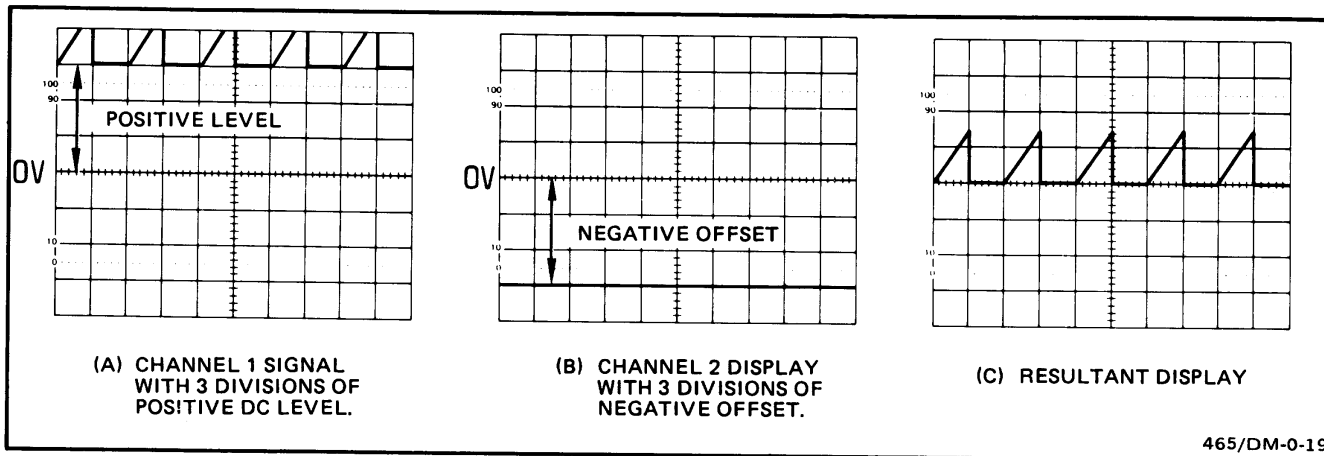 100
90
POSITIVE LEVEL
0V
10
0
(A) CHANNEL 1 SIGNAL
WITH 3 DIVISIONS OF
POSITIVE DC LEVEL.
100
90
0V
NEGATIVE OFFSET
10
0
(B) CHANNEL 2 DISPLAY
WITH 3 DIVISIONS OF
NEGATIVE OFFSET.
100
90
10
0
(C) RESULTANT DISPLAY
465/DM-0-19